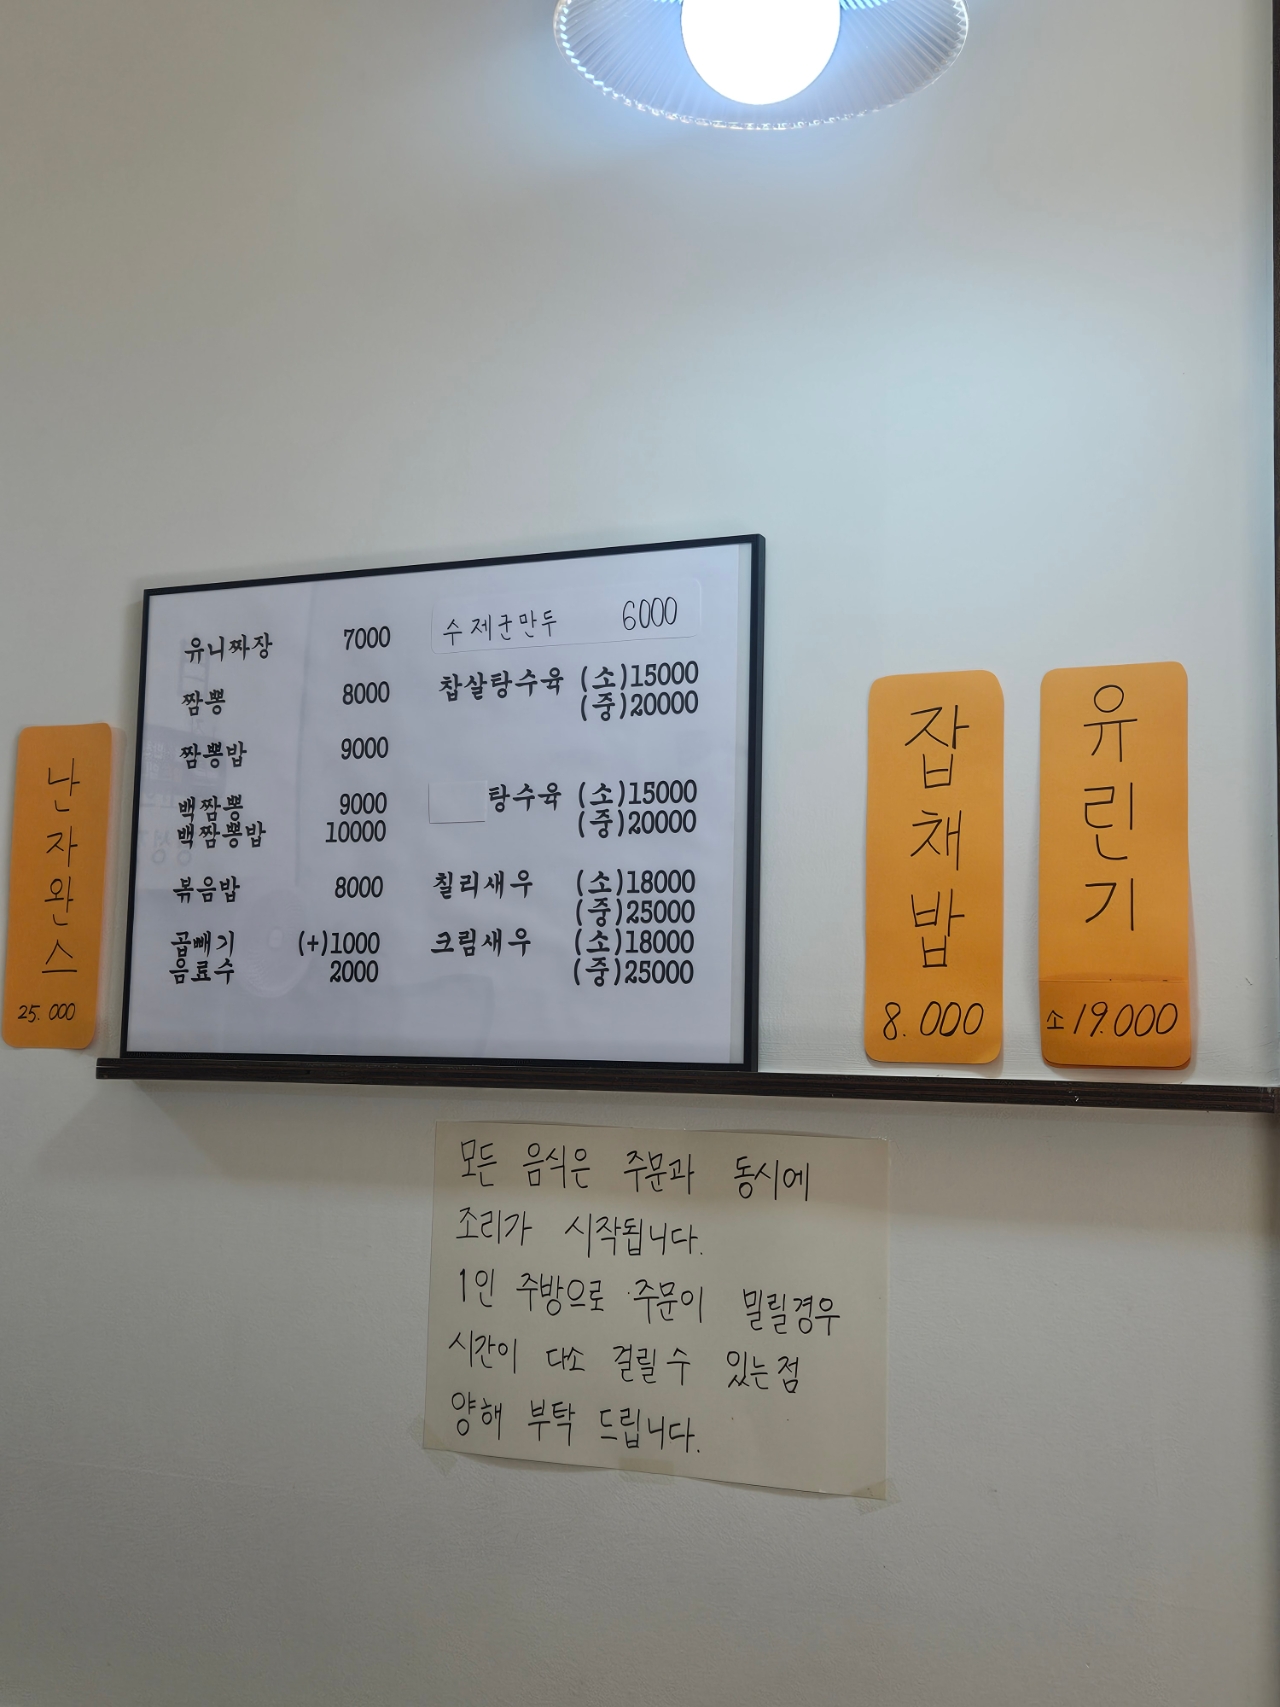 난자완스
25.000
유니짜장 7000
짬뽕 8000
짬뽕밥 9000
백짬뽕 9000
백짬뽕밥 10000
볶음밥 8000
곱빼기 (+)1000
음료수 2000
수제군만두 6000
찹살탕수육 (소)15000
(중)20000
탕수육 (소)15000
(중)20000
칠리새우 (소)18000
(중)25000
크림새우 (소)18000
(중)25000
잡채밥
8.000
유린기
소 19.000
모든 음식은 주문과 동시에
조리가 시작됩니다.
1인 주방으로 주문이 밀릴경우
시간이 다소 걸릴 수 있는점
양해 부탁 드립니다.